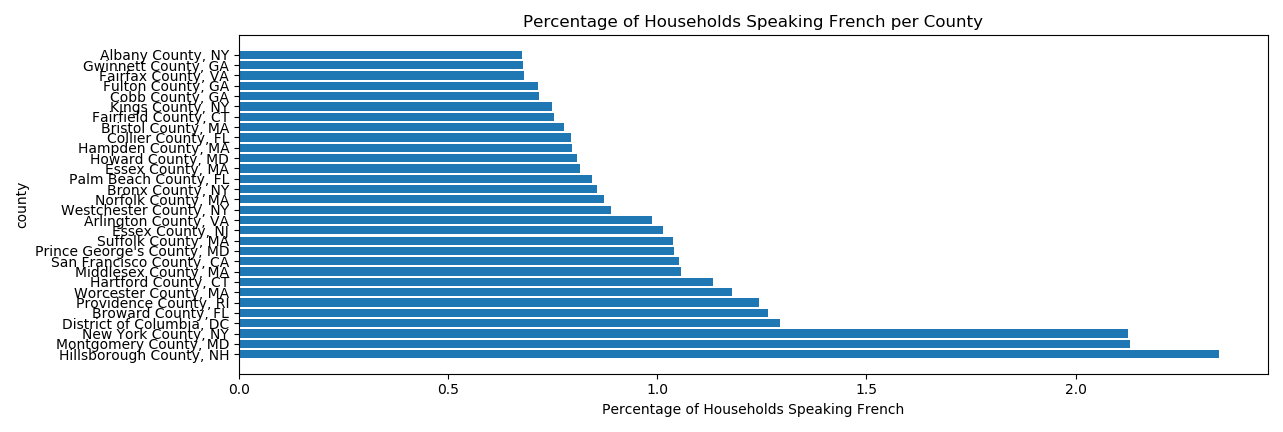 Percentage of Households Speaking French per County
county
Albany County, NY
Gwinnett County, GA
Fairfax County, VA
Fulton County, GA
Cobb County, GA
Kings County, NY
Fairfield County, CT
Bristol County, MA
Collier County, FL
Hampden County, MA
Howard County, MD
Essex County, MA
Palm Beach County, FL
Bronx County, NY
Norfolk County, MA
Westchester County, NY
Arlington County, VA
Essex County, NJ
Suffolk County, MA
Prince George's County, MD
San Francisco County, CA
Middlesex County, MA
Hartford County, CT
Worcester County, MA
Providence County, RI
Broward County, FL
District of Columbia, DC
New York County, NY
Montgomery County, MD
Hillsborough County, NH
0.0 0.5 1.0 1.5 2.0
Percentage of Households Speaking French